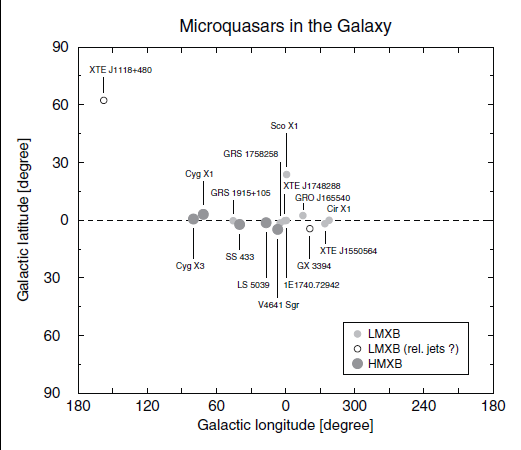 Microquasars in the Galaxy
90
XTE J1118+480
60
Sco X1
GRS 1758258
30
Cyg X1
XTE J1748288
GRS 1915+105
GRO J165540
Cir X1
0
XTE J1550564
SS 433
Cyg X3
GX 3394
30
LS 5039
1E1740.72942
V4641 Sgr
60
LMXB
LMXB (rel. jets ?)
HMXB
90
180 120 60 0 300 240 180
Galactic longitude [degree]
Galactic latitude [degree]